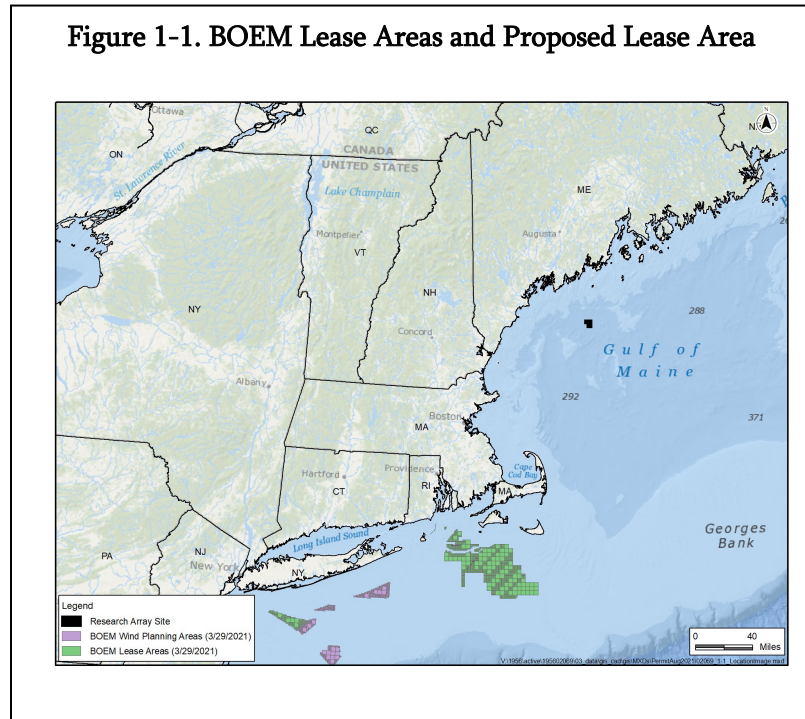 Figure 1-1. BOEM Lease Areas and Proposed Lease Area
Ottawa
QC
N
ON
CANADA
UNITED STATES
St. Lawrence River
ME
Lake Champlain
Montpelier
Augusta
VT
NH
NY
288
Concord
Gulf of
Maine
Albany
292
Boston
MA
371
Hartford
Providence
Cape
Cod Bay
CT
RI
MA
Georges
Bank
Long Island Sound
PA
NJ
New York
NY
Legend
Research Array Site
BOEM Wind Planning Areas (3/29/2021)
BOEM Lease Areas (3/29/2021)
0 40
Miles